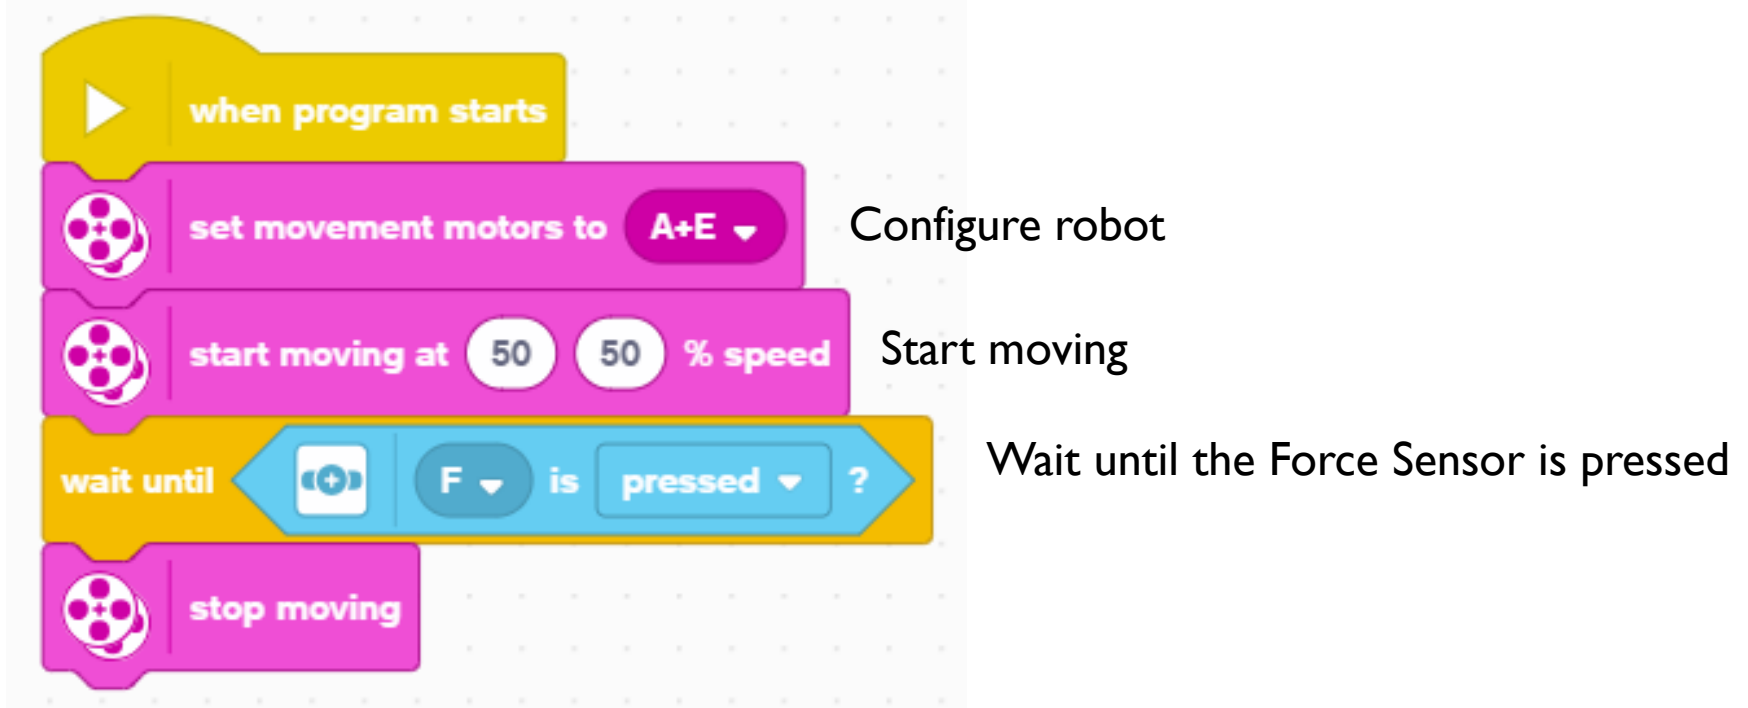 when program starts
set movement motors to A+E
Configure robot
start moving at 50 50 % speed
Start moving
wait until F is pressed ?
Wait until the Force Sensor is pressed
stop moving